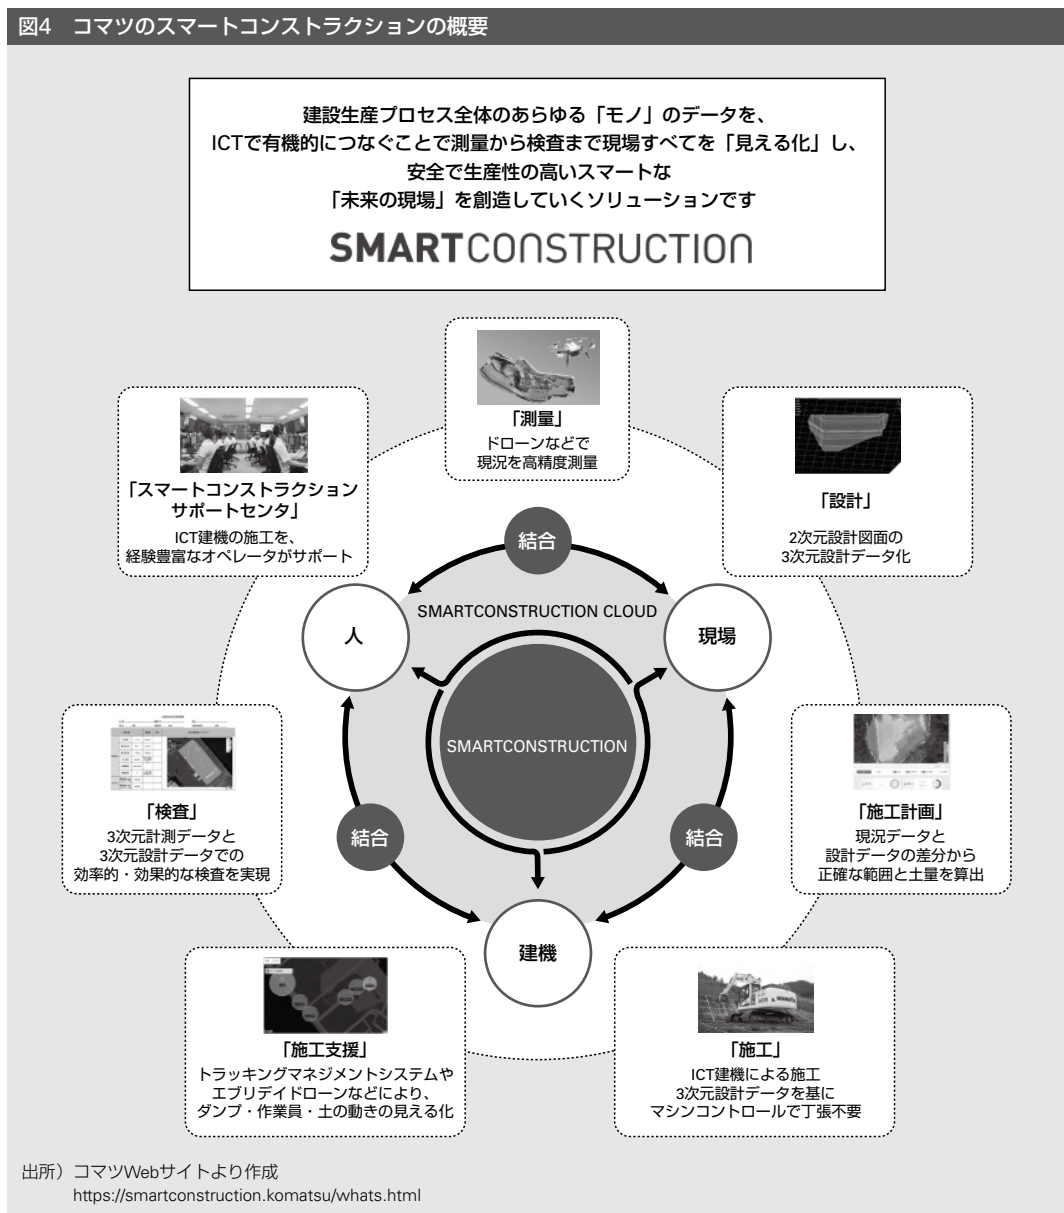 図4 コマツのスマートコンストラクションの概要
建設生産プロセス全体のあらゆる「モノ」のデータを、
ICTで有機的につなぐことで測量から検査まで現場すべてを「見える化」し、
安全で生産性の高いスマートな
「未来の現場」を創造していくソリューションです
SMARTCONSTRUCTION
「測量」
ドローンなどで
現況を高精度測量
「スマートコンストラクション
サポートセンタ」
ICT建機の施工を、
経験豊富なオペレータがサポート
「設計」
2次元設計図面の
3次元設計データ化
結合
SMARTCONSTRUCTION CLOUD
人
現場
SMARTCONSTRUCTION
「検査」
3次元計測データと
3次元設計データでの
効率的・効果的な検査を実現
「施工計画」
現況データと
設計データの差分から
正確な範囲と土量を算出
結合
結合
建機
「施工支援」
トラッキングマネジメントシステムや
エブリデイドローンなどにより、
ダンプ・作業員・土の動きの見える化
「施工」
ICT建機による施工
3次元設計データを基に
マシンコントロールで丁張不要
出所）コマツWebサイトより作成
https://smartconstruction.komatsu/whats.html